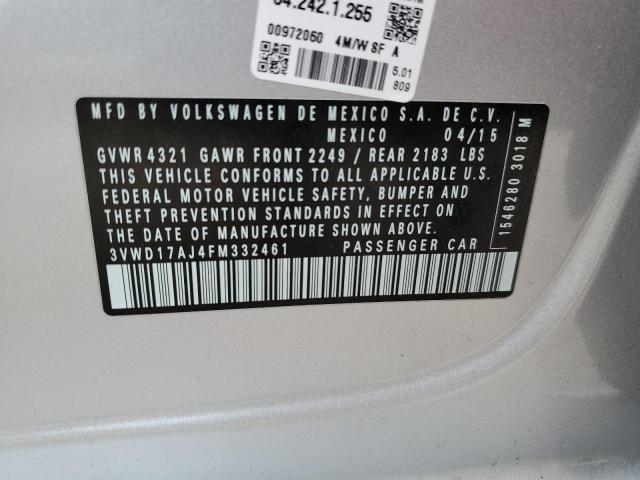 04.242.1.255
00972060 4M/W SF A
5.01
809
MFD BY VOLKSWAGEN DE MEXICO S.A. DE C.V.
MEXICO 04/15
GVWR 4321 GAWR FRONT 2249 / REAR 2183 LBS
THIS VEHICLE CONFORMS TO ALL APPLICABLE U.S.
FEDERAL MOTOR VEHICLE SAFETY, BUMPER AND
THEFT PREVENTION STANDARDS IN EFFECT ON
THE DATE OF MANUFACTURE SHOWN ABOVE.
3VWD17AJ4FM332461 PASSENGER CAR
1546280 3018 M